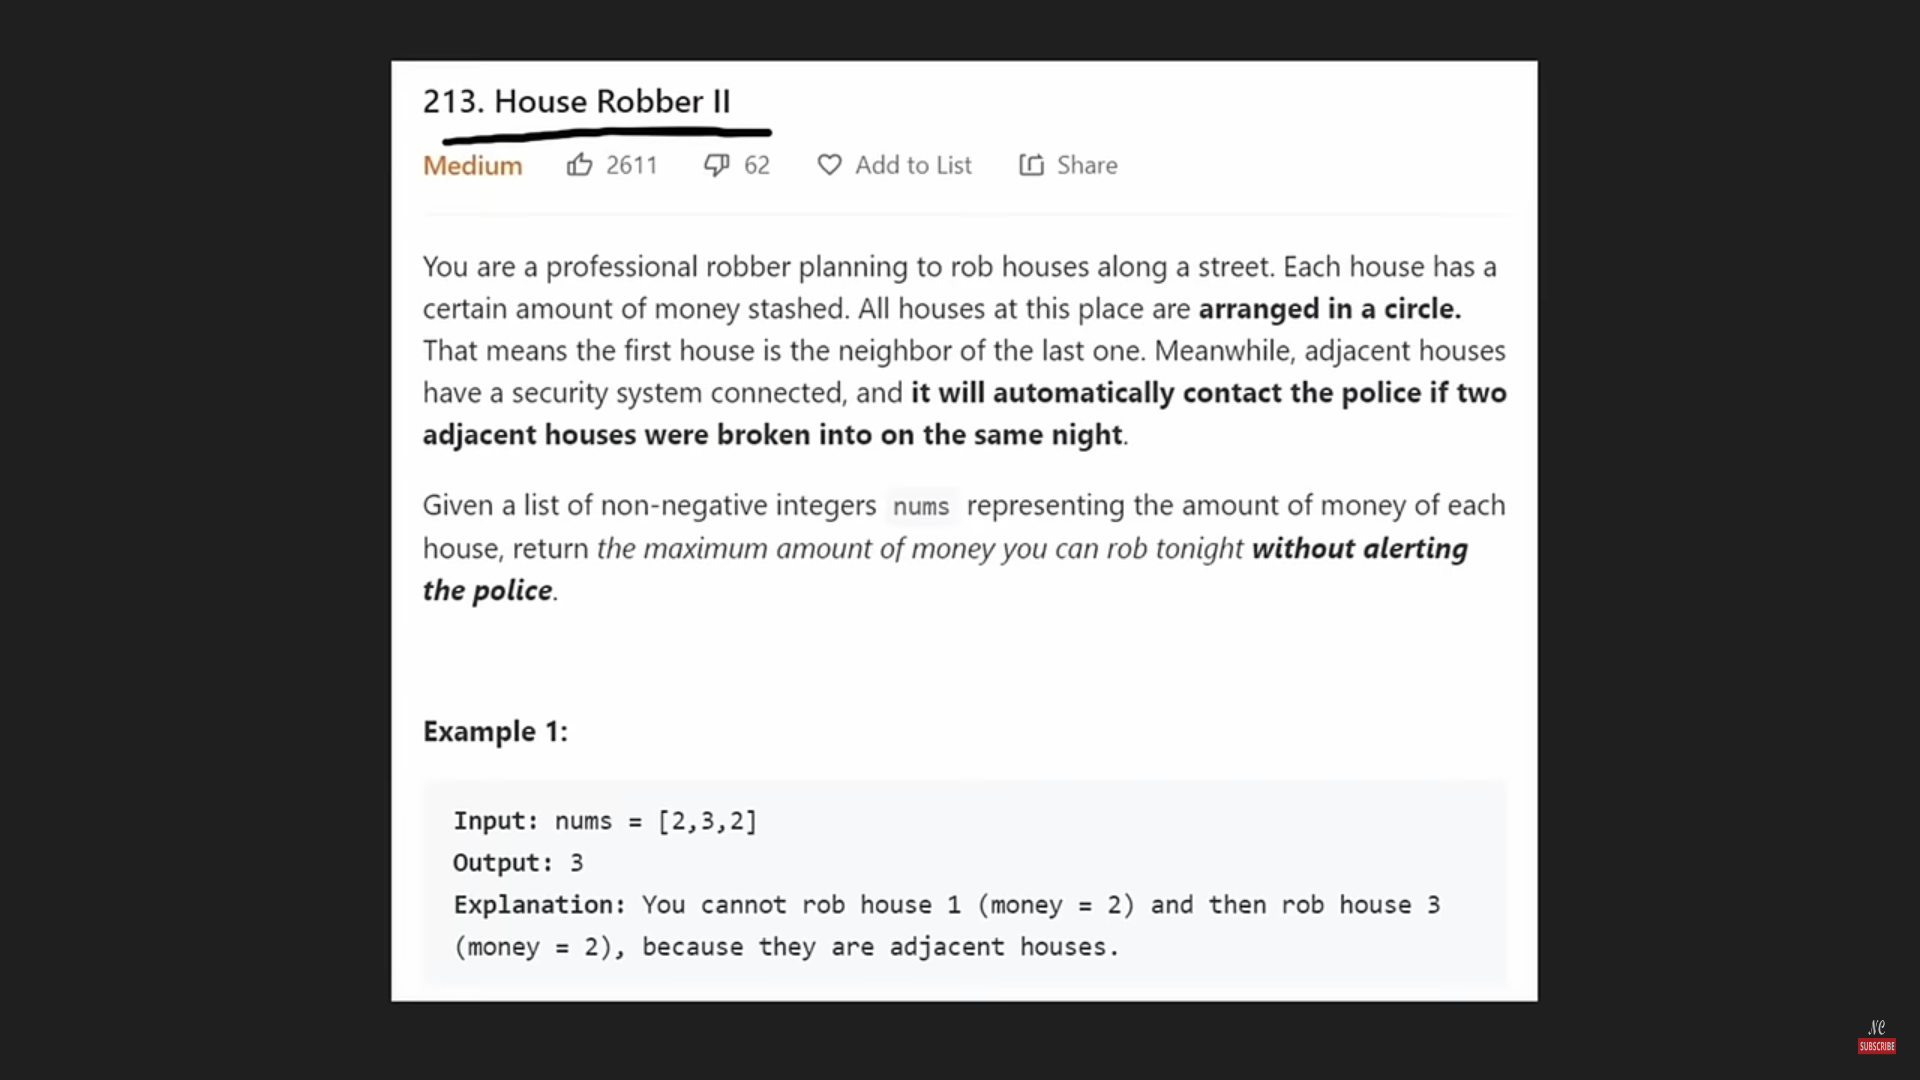 213. House Robber II
Medium 2611 62 Add to List Share
You are a professional robber planning to rob houses along a street. Each house has a
certain amount of money stashed. All houses at this place are arranged in a circle.
That means the first house is the neighbor of the last one. Meanwhile, adjacent houses
have a security system connected, and it will automatically contact the police if two
adjacent houses were broken into on the same night.
Given a list of non-negative integers nums representing the amount of money of each
house, return the maximum amount of money you can rob tonight without alerting
the police.
Example 1:
Input: nums = [2,3,2]
Output: 3
Explanation: You cannot rob house 1 (money = 2) and then rob house 3
(money = 2), because they are adjacent houses.
NC
SUBSCRIBE